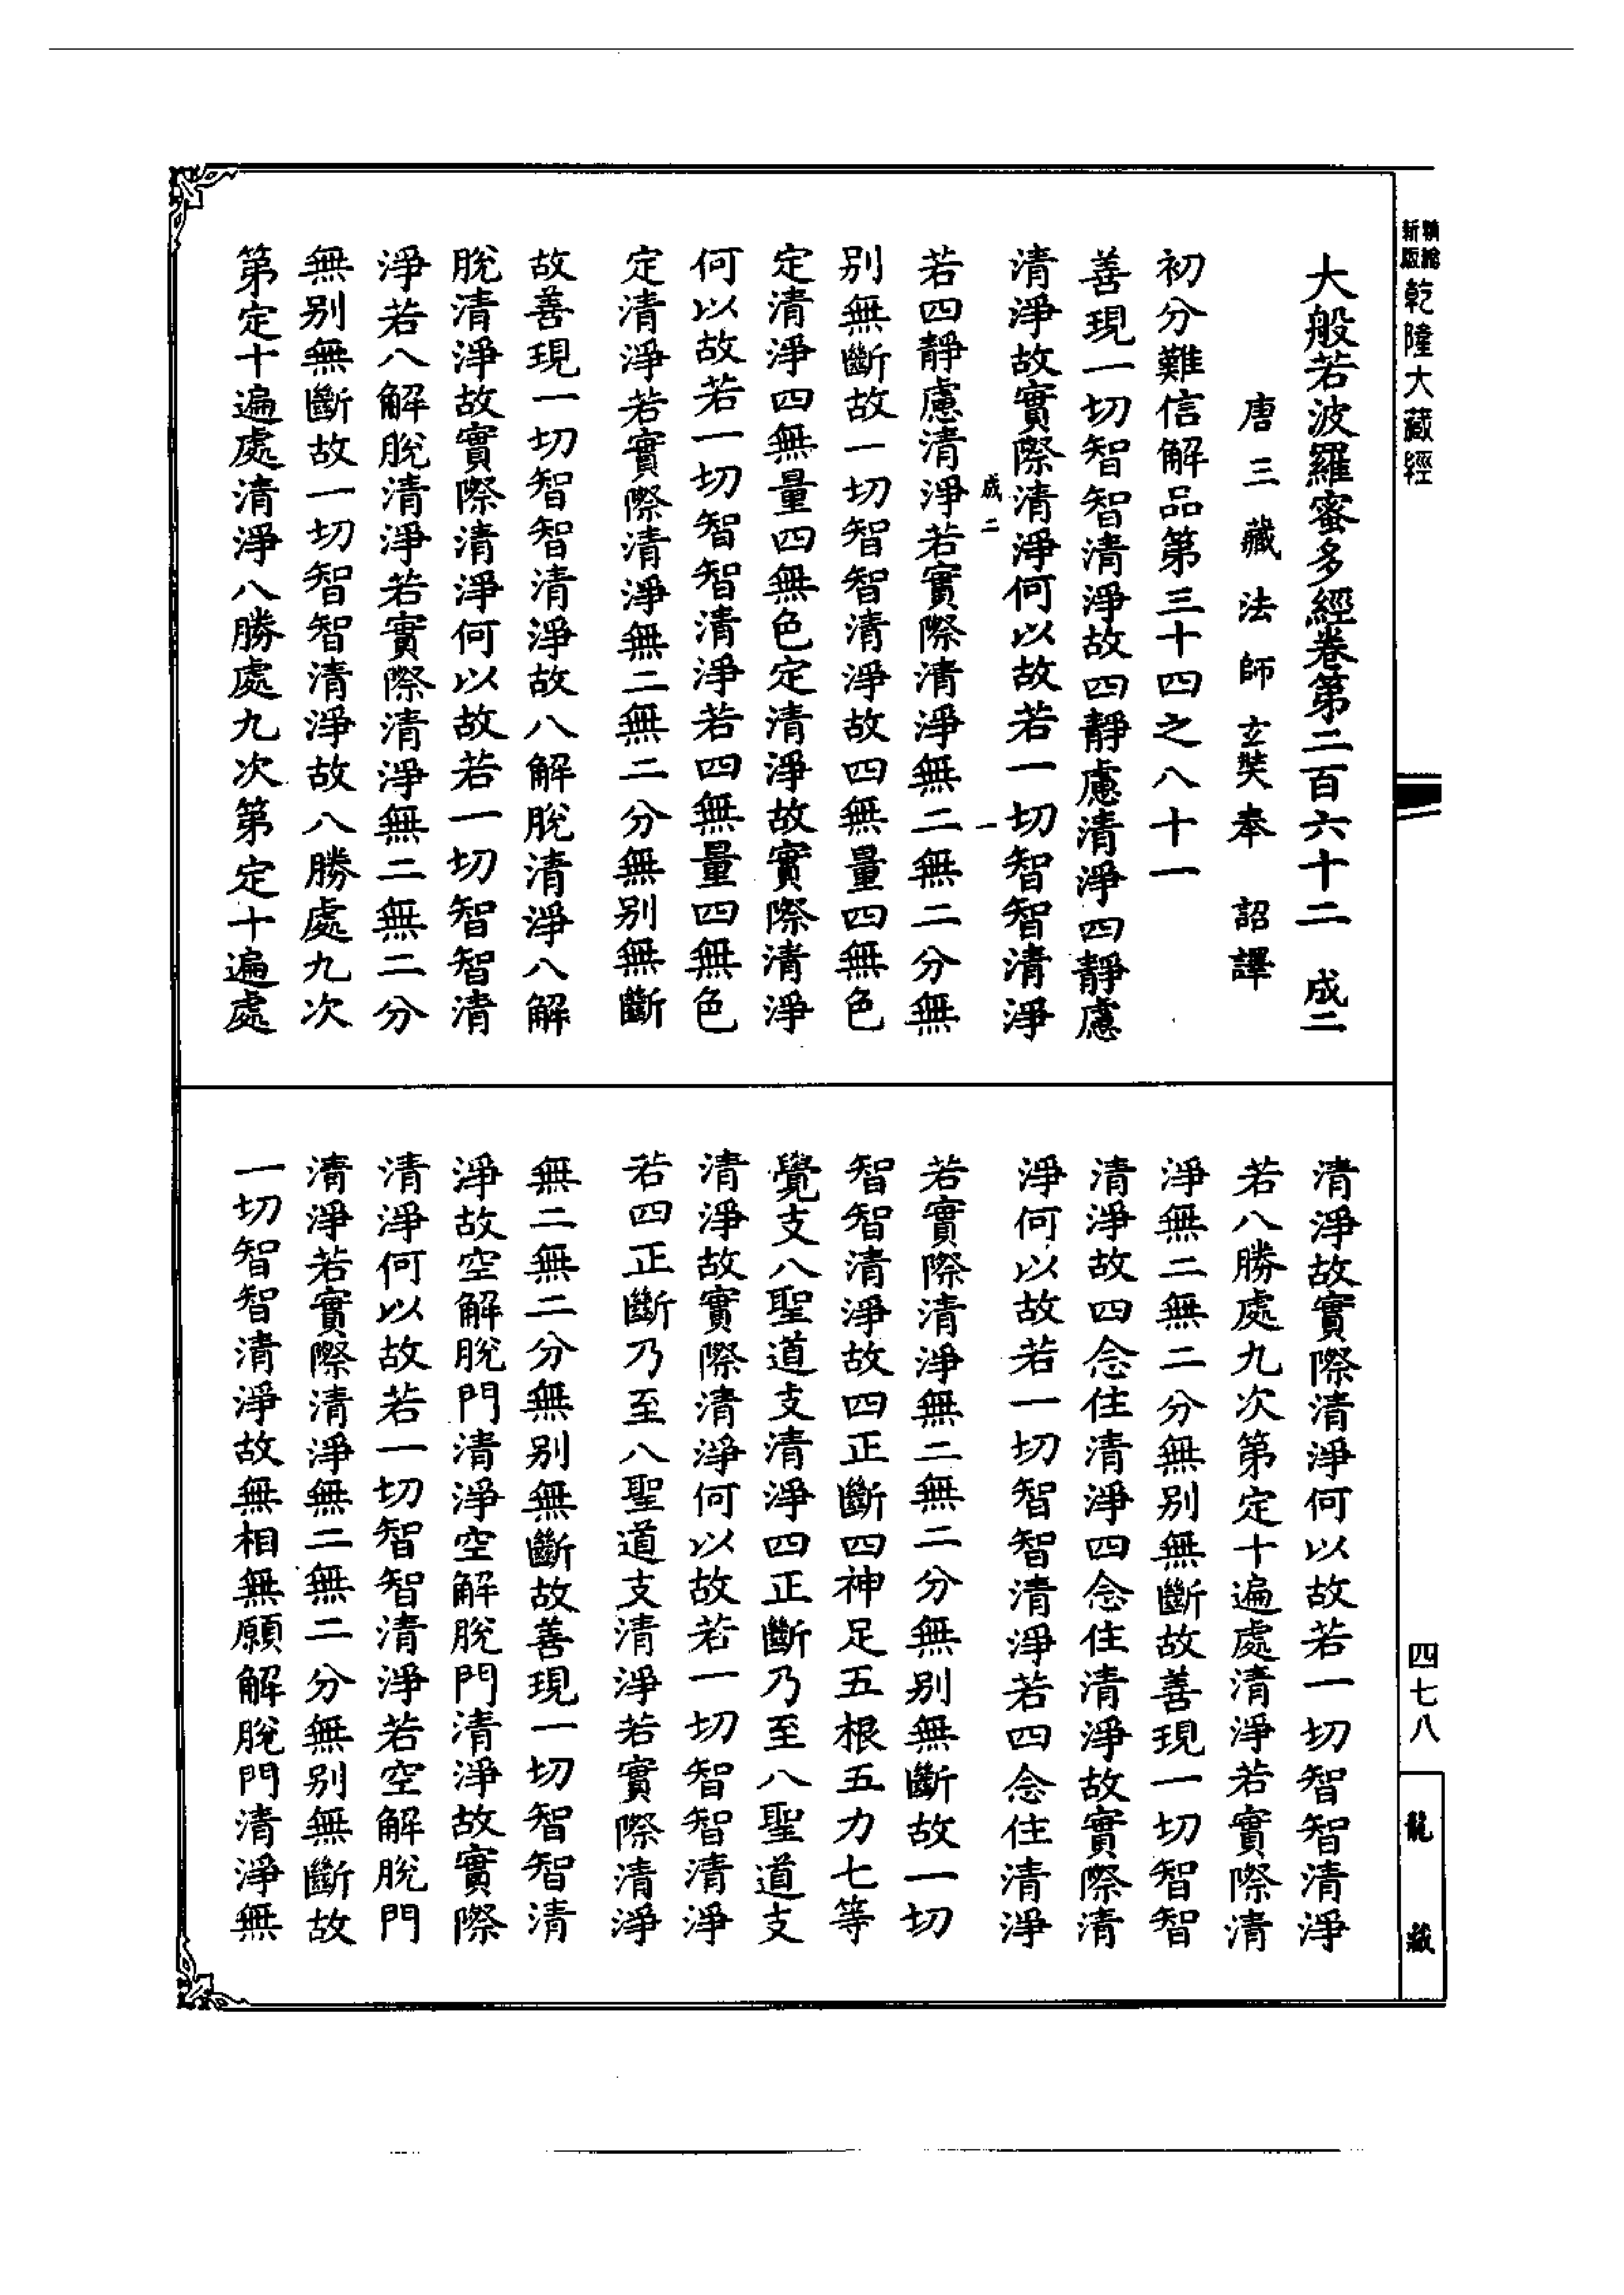 新版精縮乾隆大藏經
大般若波羅蜜多經卷第二百六十二　成二
唐三藏法師玄奘奉　詔譯
初分難信解品第三十四之八十一
善現一切智智清淨故四靜慮清淨四靜慮
清淨故實際清淨何以故若一切智智清淨
成二　一
若四靜慮清淨若實際清淨無二無二分無
別無斷故一切智智清淨故四無量四無色
定清淨四無量四無色定清淨故實際清淨
何以故若一切智智清淨若四無量四無色
定清淨若實際清淨無二無二分無別無斷
故善現一切智智清淨故八解脫清淨八解
脫清淨故實際清淨何以故若一切智智清
淨若八解脫清淨若實際清淨無二無二分
無別無斷故一切智智清淨故八勝處九次
第定十遍處清淨八勝處九次第定十遍處
清淨故實際清淨何以故若一切智智清淨
若八勝處九次第定十遍處清淨若實際清
淨無二無二分無別無斷故善現一切智智
清淨故四念住清淨四念住清淨故實際清
淨何以故若一切智智清淨若四念住清淨
若實際清淨無二無二分無別無斷故一切
智智清淨故四正斷四神足五根五力七等
覺支八聖道支清淨四正斷乃至八聖道支
清淨故實際清淨何以故若一切智智清淨
若四正斷乃至八聖道支清淨若實際清淨
無二無二分無別無斷故善現一切智智清
淨故空解脫門清淨空解脫門清淨故實際
清淨何以故若一切智智清淨若空解脫門
清淨若實際清淨無二無二分無別無斷故
一切智智清淨故無相無願解脫門清淨無
四七八
龍藏